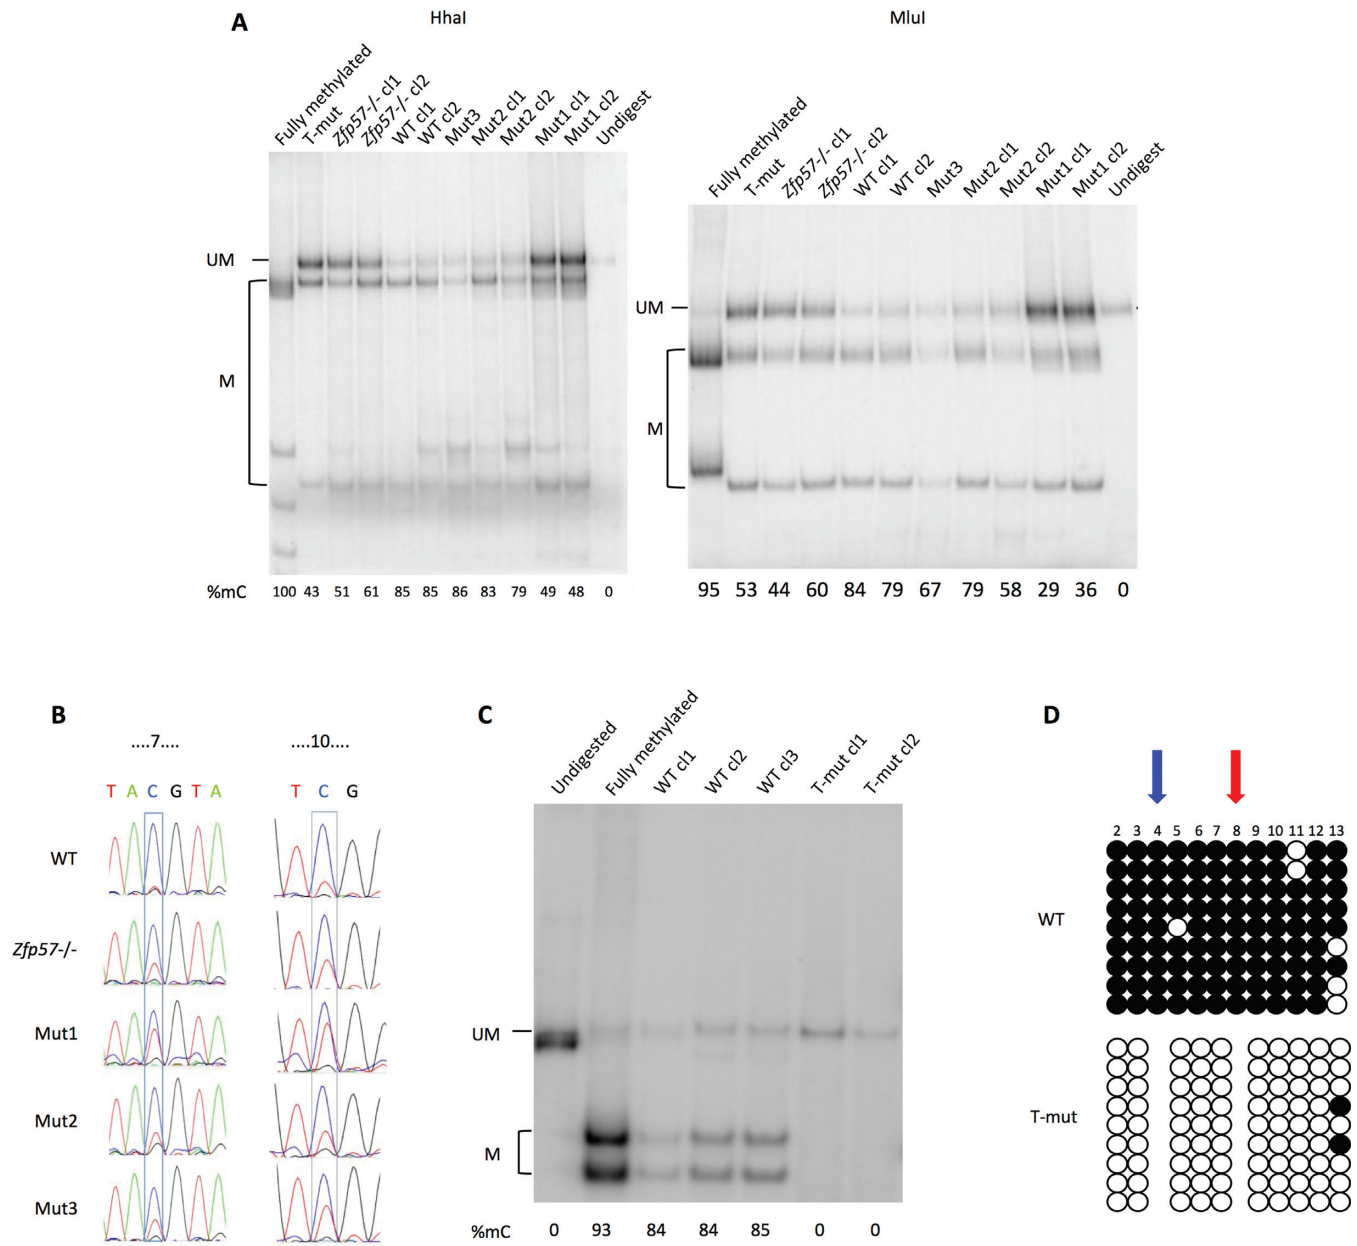 A
HhaI
MluI
Fully methylated
T-mut
Zfp57-/- cl1
Zfp57-/- cl2
WT cl1
WT cl2
Mut3
Mut2 cl1
Mut2 cl2
Mut1 cl1
Mut1 cl2
Undigest
Fully methylated
T-mut
Zfp57-/- cl1
Zfp57-/- cl2
WT cl1
WT cl2
Mut3
Mut2 cl1
Mut2 cl2
Mut1 cl1
Mut1 cl2
Undigest
UM
M
UM
M
%mC 100 43 51 61 85 85 86 83 79 49 48 0
95 53 44 60 84 79 67 79 58 29 36 0
B
....7.... ....10....
T A C G T A T C G
WT
Zfp57-/-
Mut1
Mut2
Mut3
C
Undigested
Fully methylated
WT cl1
WT cl2
WT cl3
T-mut cl1
T-mut cl2
UM
M
%mC 0 93 84 84 85 0 0
D
2 3 4 5 6 7 8 9 10 11 12 13
WT
T-mut